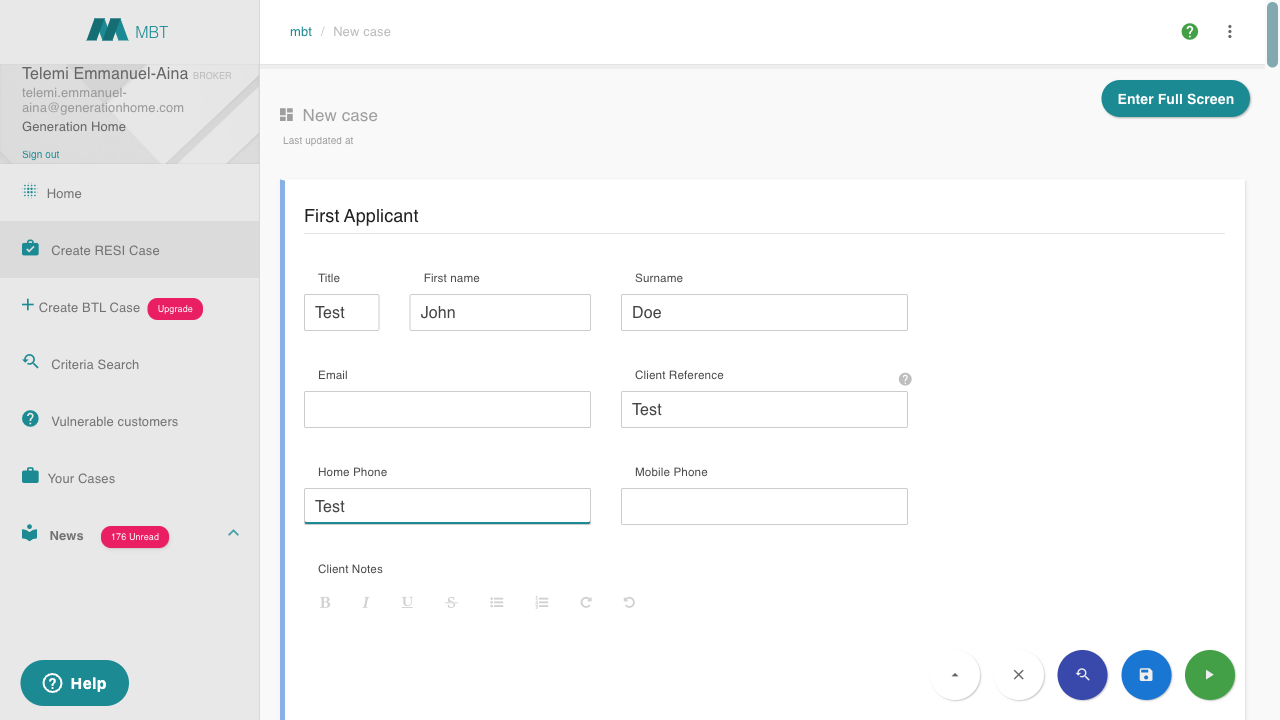 MBT
Telemi Emmanuel-Aina BROKER
telemi.emmanuel-
aina@generationhome.com
Generation Home
Sign out
Home
Create RESI Case
Create BTL Case Upgrade
Criteria Search
Vulnerable customers
Your Cases
News 176 Unread
Help
mbt / New case
Enter Full Screen
New case
Last updated at
First Applicant
Title First name Surname
Test John Doe
Email Client Reference
Test
Home Phone Mobile Phone
Test
Client Notes
B I U S